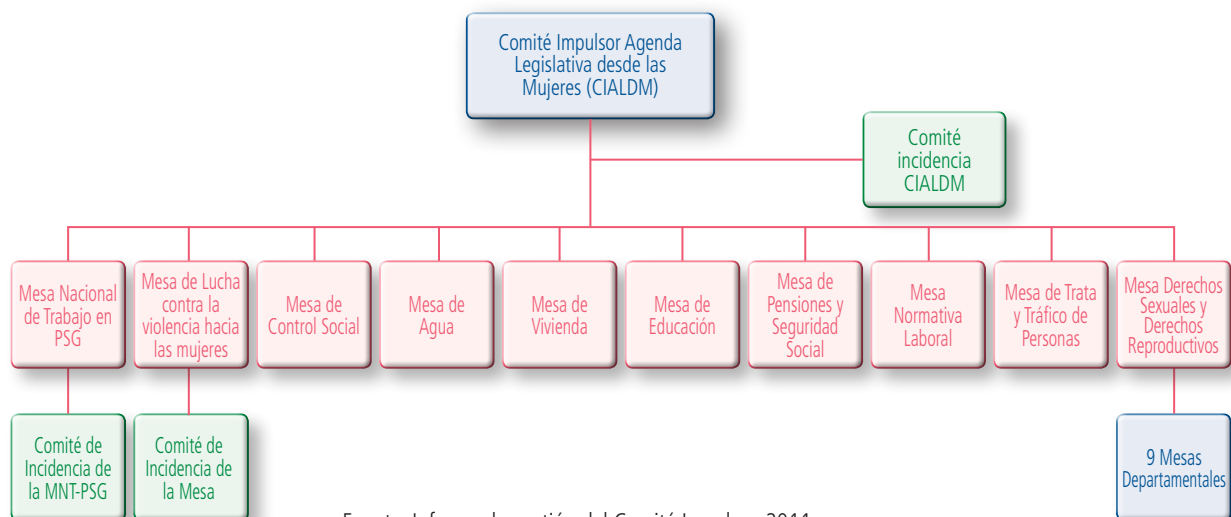 Comité Impulsor Agenda
Legislativa desde las
Mujeres (CIALDM)
Comité
incidencia
CIALDM
Mesa Nacional
de Trabajo en
PSG
Mesa de Lucha
contra la
violencia hacia
las mujeres
Mesa de
Control Social
Mesa de
Agua
Mesa de
Vivienda
Mesa de
Educación
Mesa de
Pensiones y
Seguridad
Social
Mesa
Normativa
Laboral
Mesa de Trata
y Tráfico de
Personas
Mesa Derechos
Sexuales y
Derechos
Reproductivos
Comité de
Incidencia de
la MNT-PSG
Comité de
Incidencia de
la Mesa
9 Mesas
Departamentales